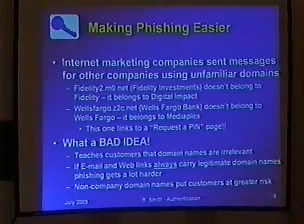 Making Phishing Easier
• Internet marketing companies sent messages
for other companies using unfamiliar domains
– Fidelity2.m0.net (Fidelity Investments) doesn't belong to
Fidelity – it belongs to Digital Impact
– Wellsfargo.z2c.net (Wells Fargo Bank) doesn't belong to
Wells Fargo – it belongs to Mediaplex
• This one links to a "Request a PIN" page!!
• What a BAD IDEA!
– Teaches customers that domain names are irrelevant
– If E-mail and Web links always carry legitimate domain names
phishing gets a lot harder
– Non-company domain names put customers at greater risk
July 2003
R. Smith - Authentication